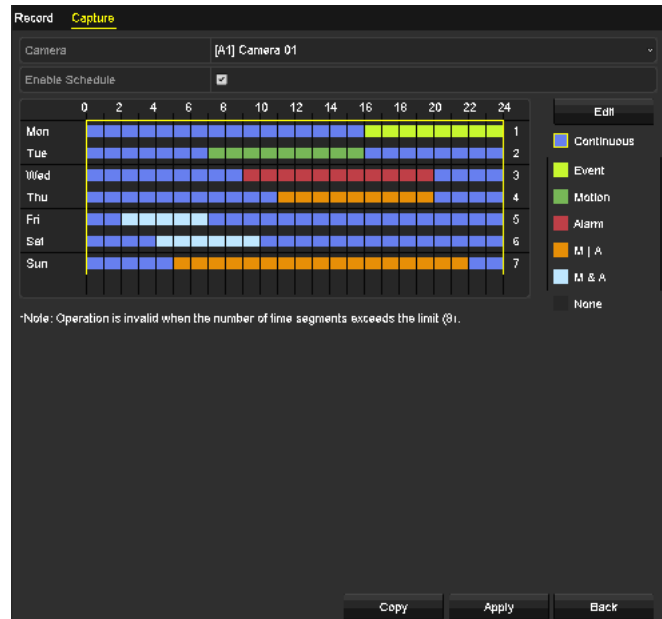 Record Capture
Camera [A1] Camera 01
Enable Schedule
0 2 4 6 8 10 12 14 16 18 20 22 24
Edit
Mon 1 Continuous
Tue 2
Wed 3 Event
Thu 4 Motion
Fri 5 Alarm
Sat 6 M | A
Sun 7 M & A
None
*Note: Operation is invalid when the number of time segments exceeds the limit (8).
Copy Apply Back